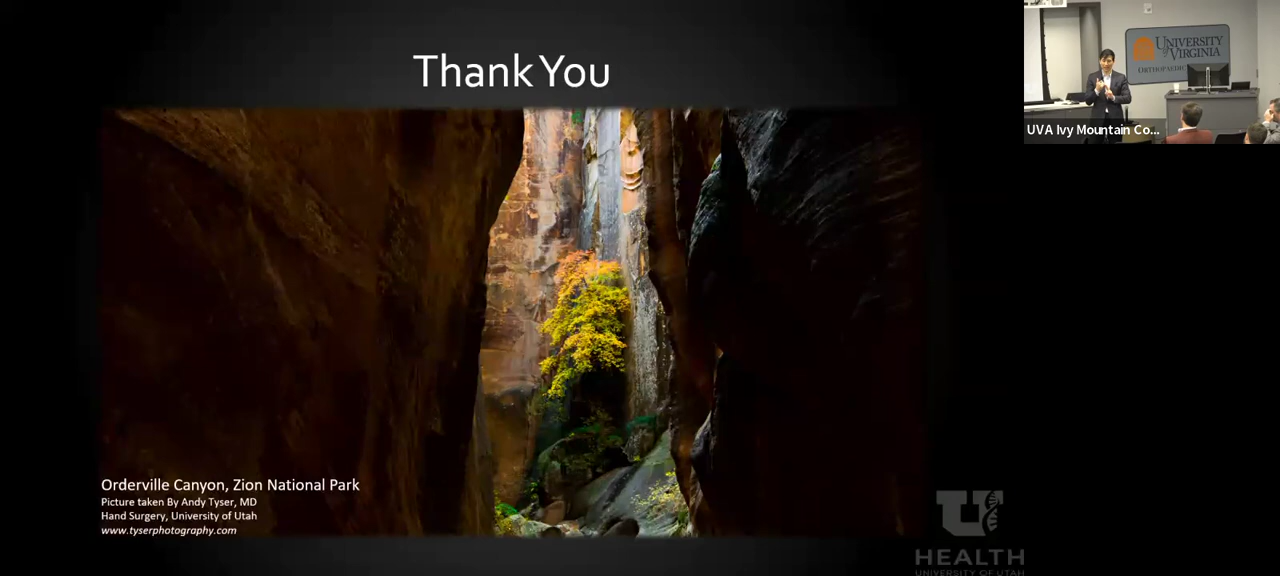 Thank You
Orderville Canyon, Zion National Park
Picture taken By Andy Tyser, MD
Hand Surgery, University of Utah
www.tyserphotography.com
U
HEALTH
UNIVERSITY OF UTAH
UNIVERSITY
of VIRGINIA
UVA Ivy Mountain Co...